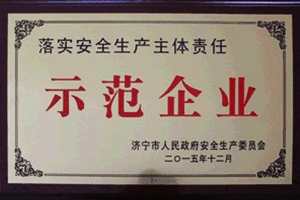 落实安全生产主体责任
示范企业
济宁市人民政府安全生产委员会
二〇一五年十二月